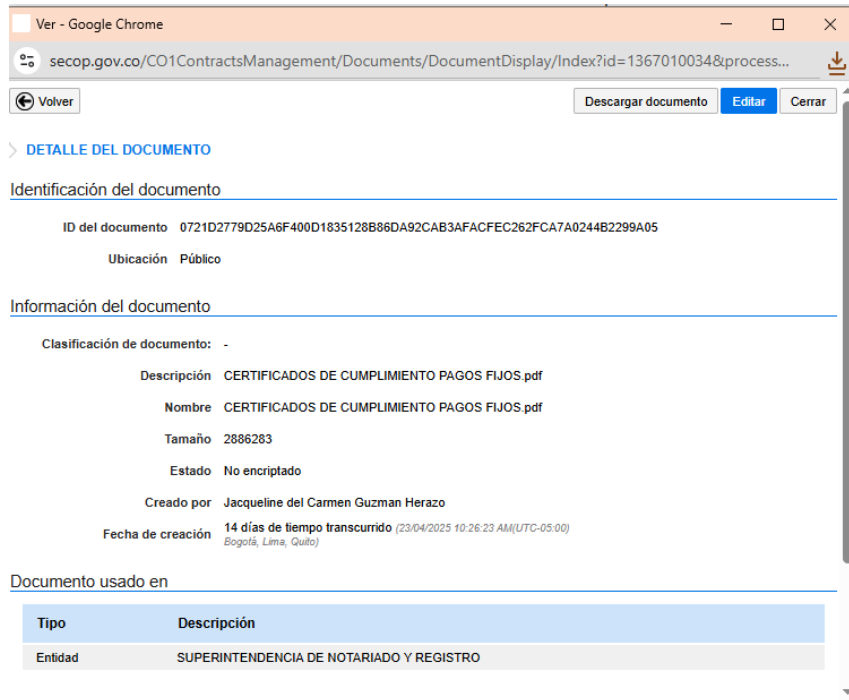 Ver - Google Chrome
secop.gov.co/CO1ContractsManagement/Documents/DocumentDisplay/Index?id=1367010034&process...
Volver
Descargar documento Editar Cerrar
DETALLE DEL DOCUMENTO
Identificación del documento
ID del documento 0721D2779D25A6F400D1835128B86DA92CAB3AFACFEC262FCA7A0244B2299A05
Ubicación Público
Información del documento
Clasificación de documento: -
Descripción CERTIFICADOS DE CUMPLIMIENTO PAGOS FIJOS.pdf
Nombre CERTIFICADOS DE CUMPLIMIENTO PAGOS FIJOS.pdf
Tamaño 2886283
Estado No encriptado
Creado por Jacqueline del Carmen Guzman Herazo
Fecha de creación 14 días de tiempo transcurrido (23/04/2025 10:26:23 AM(UTC-05:00)
Bogotá, Lima, Quito)
Documento usado en
Tipo Descripción
Entidad SUPERINTENDENCIA DE NOTARIADO Y REGISTRO